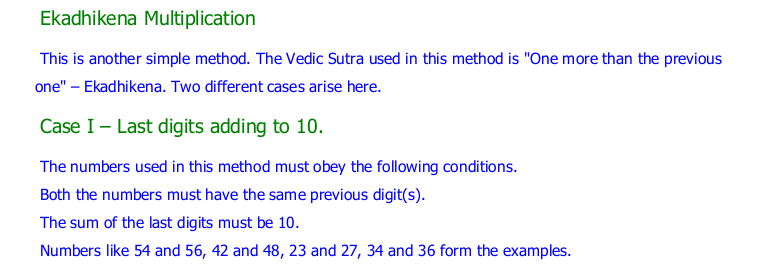 Ekadhikena Multiplication
This is another simple method. The Vedic Sutra used in this method is "One more than the previous
one" – Ekadhikena. Two different cases arise here.
Case I – Last digits adding to 10.
The numbers used in this method must obey the following conditions.
Both the numbers must have the same previous digit(s).
The sum of the last digits must be 10.
Numbers like 54 and 56, 42 and 48, 23 and 27, 34 and 36 form the examples.